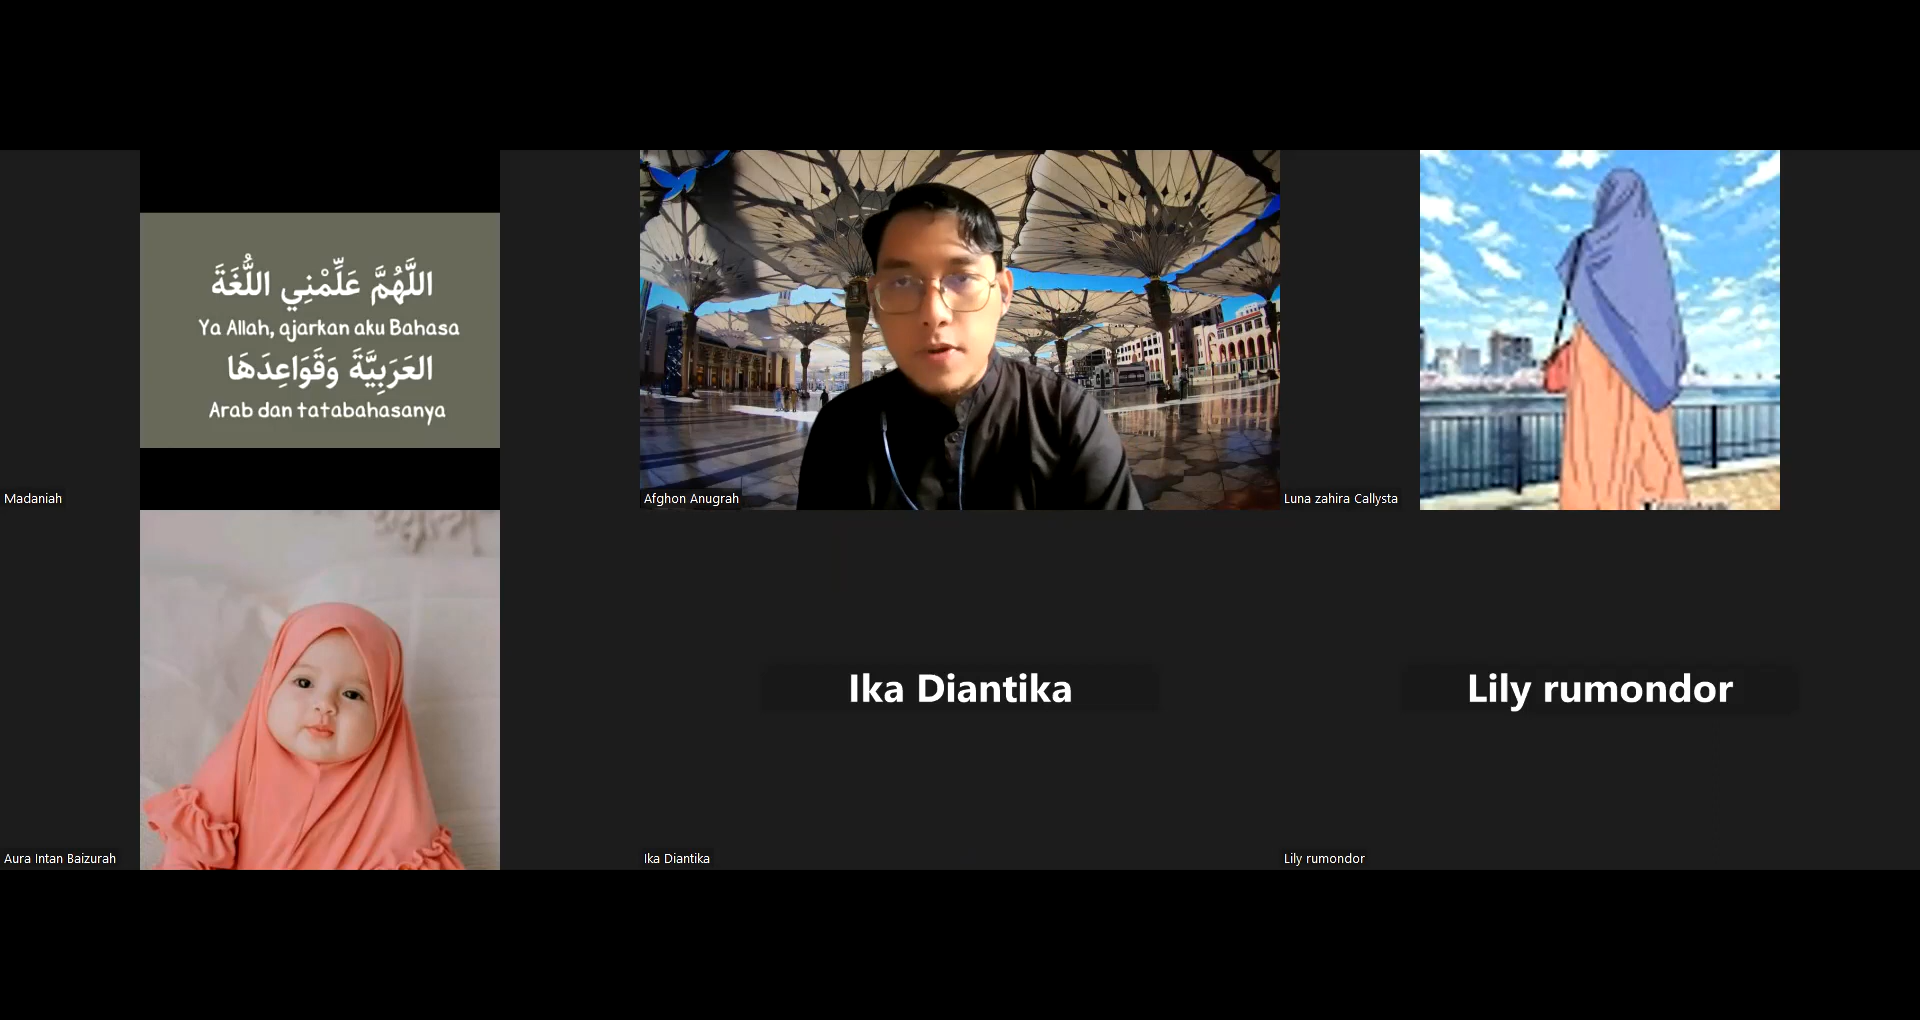 اللَّهُمَّ عَلِّمْنِي اللُّغَةَ
Ya Allah, ajarkan aku Bahasa
العَرَبِيَّةَ وَقَوَاعِدَهَا
Arab dan tatabahasanya
Madaniah
Afghon Anugrah
Luna zahira Callysta
Ika Diantika
Lily rumondor
Aura Intan Baizurah
Ika Diantika
Lily rumondor